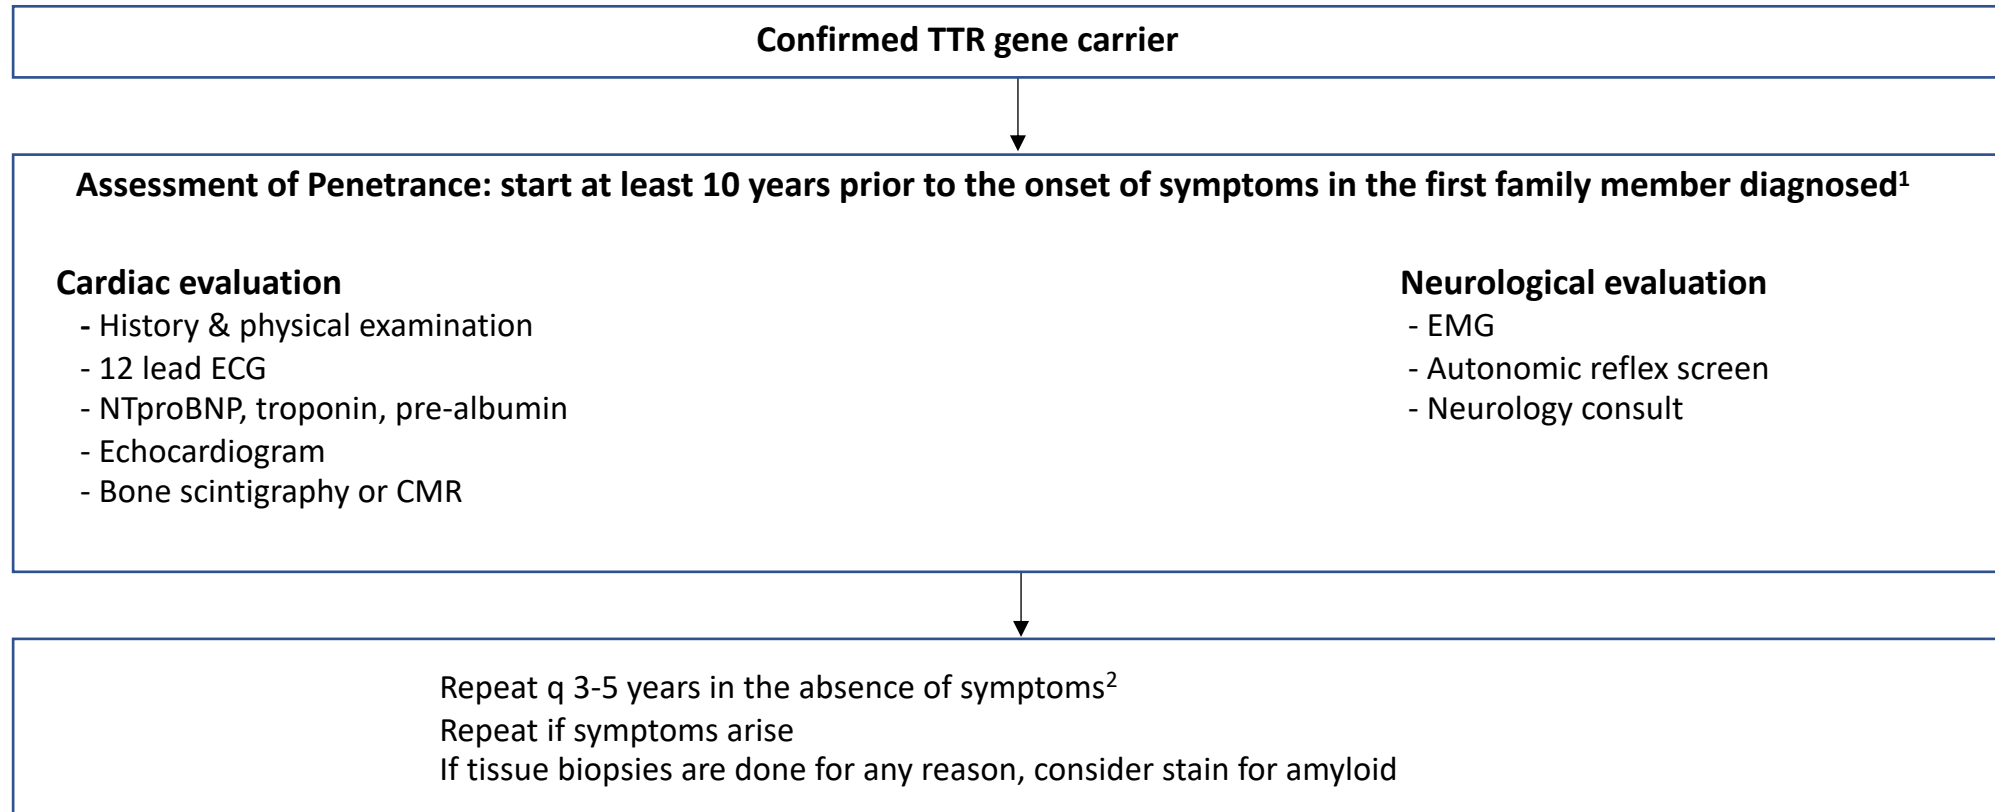 Confirmed TTR gene carrier
Assessment of Penetrance: start at least 10 years prior to the onset of symptoms in the first family member diagnosed¹
Cardiac evaluation
- History & physical examination
- 12 lead ECG
- NTproBNP, troponin, pre-albumin
- Echocardiogram
- Bone scintigraphy or CMR
Neurological evaluation
- EMG
- Autonomic reflex screen
- Neurology consult
Repeat q 3-5 years in the absence of symptoms²
Repeat if symptoms arise
If tissue biopsies are done for any reason, consider stain for amyloid